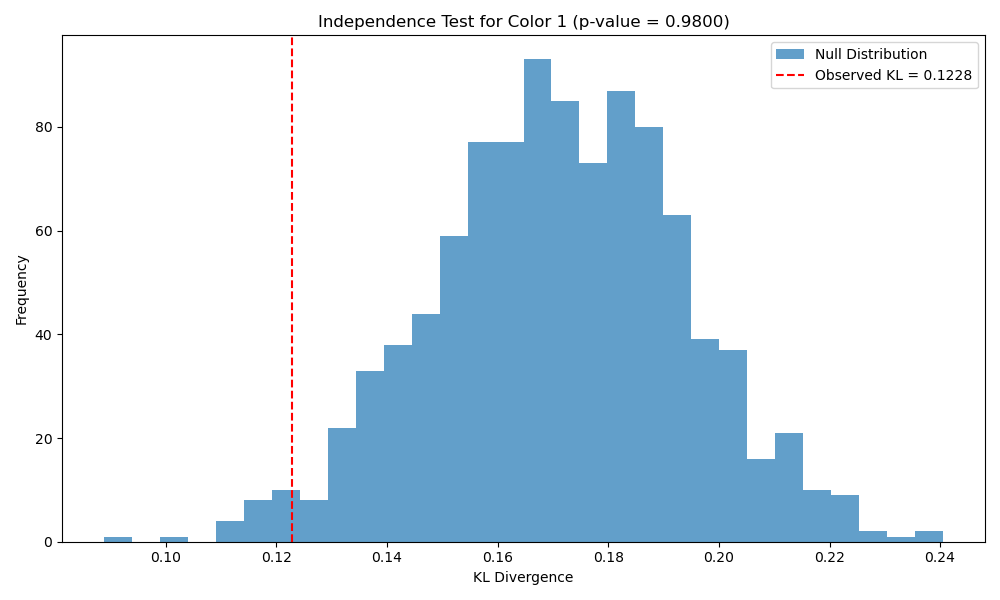 Independence Test for Color 1 (p-value = 0.9800)
Null Distribution
Observed KL = 0.1228
Frequency
80
60
40
20
0
0.10 0.12 0.14 0.16 0.18 0.20 0.22 0.24
KL Divergence